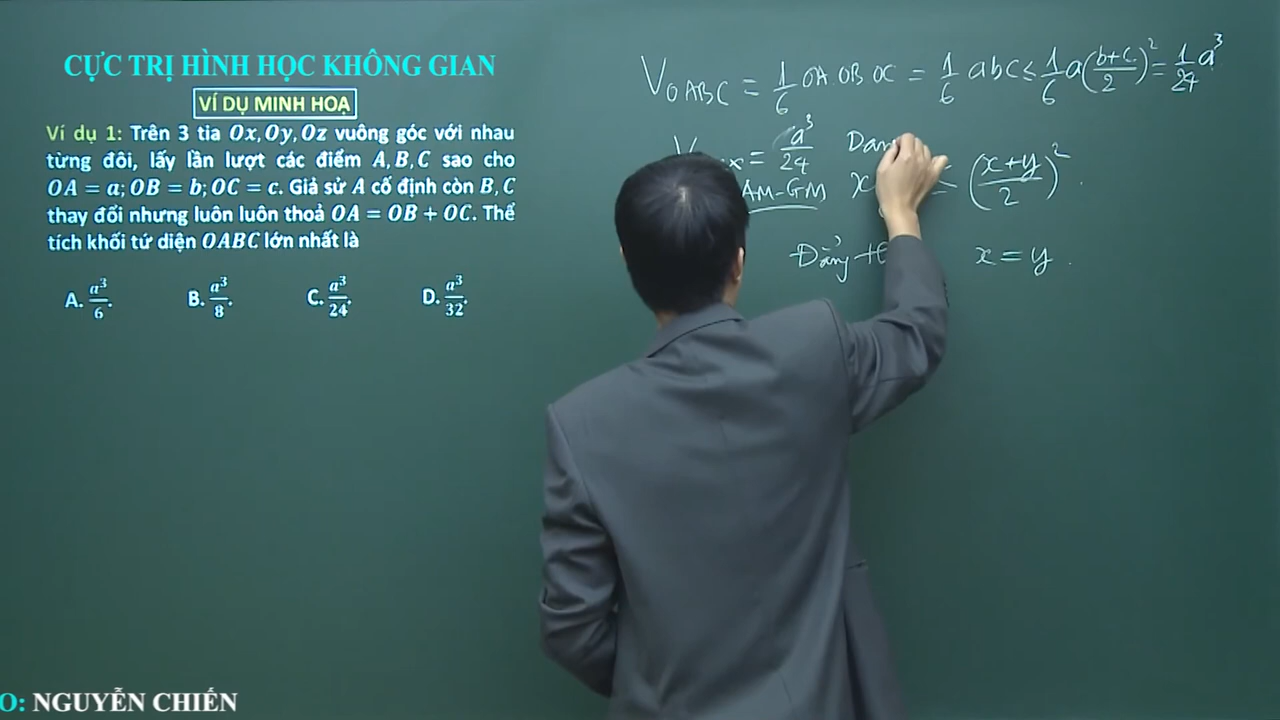 CỰC TRỊ HÌNH HỌC KHÔNG GIAN
VÍ DỤ MINH HOẠ
Ví dụ 1: Trên 3 tia Ox, Oy, Oz vuông góc với nhau
từng đôi, lấy lần lượt các điểm A, B, C sao cho
OA = a; OB = b; OC = c. Giả sử A cố định còn B, C
thay đổi nhưng luôn luôn thoả OA = OB + OC. Thể
tích khối tứ diện OABC lớn nhất là
A. a³/6. B. a³/8. C. a³/24. D. a³/32.
V_OABC = 1/6 OA.OB.OC = 1/6 abc ≤ 1/6 a((b+c)/2)² = 1/24 a³
V = a³/24
AM-GM x ≤ ((x+y)/2)².
Đẳng x = y.
O: NGUYỄN CHIẾN